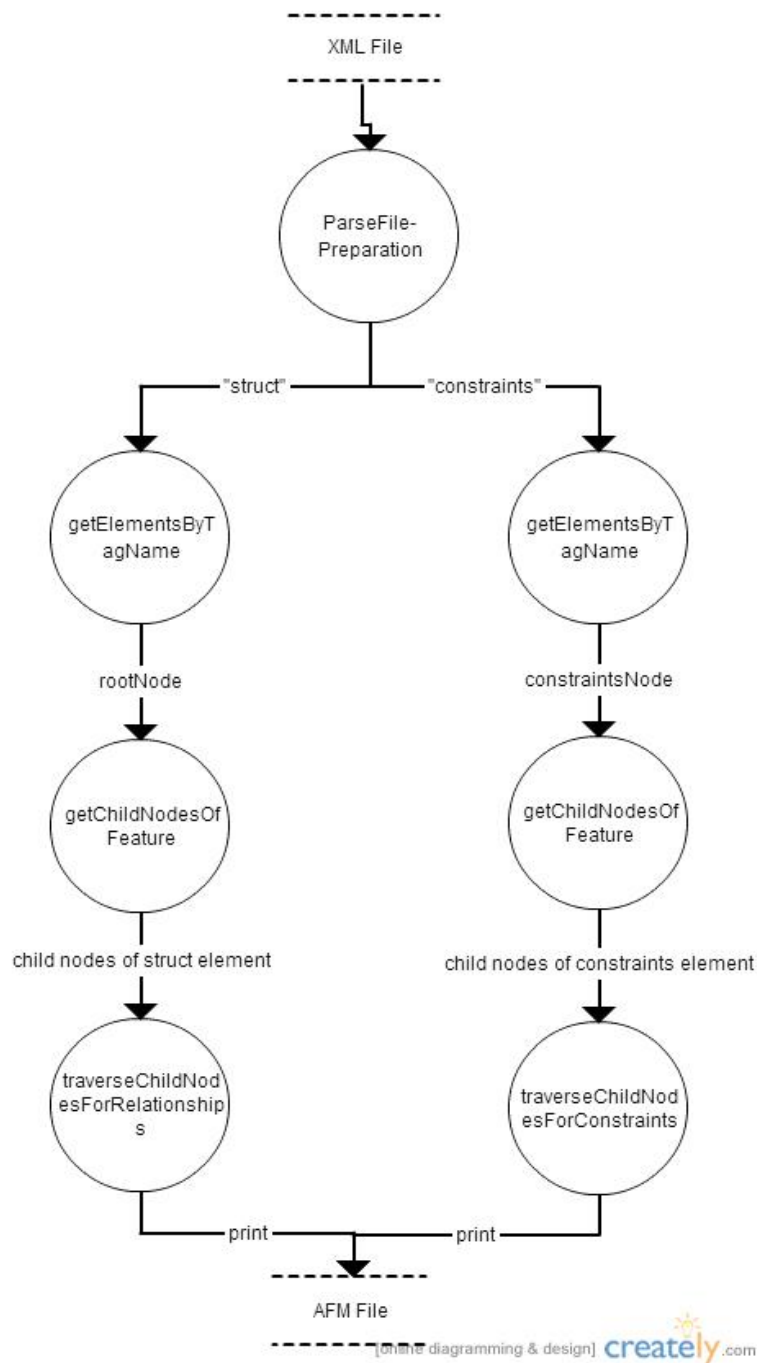 XML File
ParseFile-
Preparation
"struct"
"constraints"
getElementsByT
agName
getElementsByT
agName
rootNode
constraintsNode
getChildNodesOf
Feature
getChildNodesOf
Feature
child nodes of struct element
child nodes of constraints element
traverseChildNod
esForRelationship
s
traverseChildNod
esForConstraints
print
print
AFM File
[online diagramming & design] creately.com